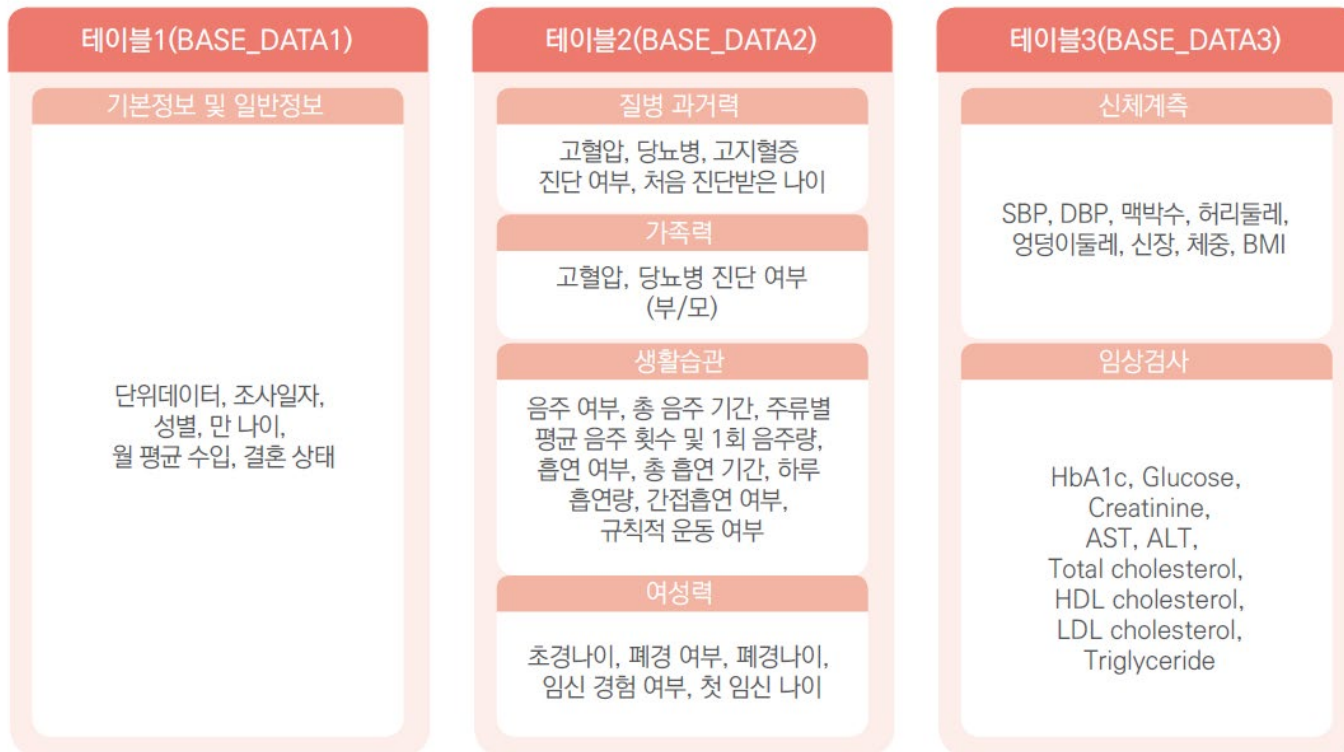 테이블1(BASE_DATA1)
기본정보 및 일반정보
단위데이터, 조사일자,
성별, 만 나이,
월 평균 수입, 결혼 상태
테이블2(BASE_DATA2)
질병 과거력
고혈압, 당뇨병, 고지혈증
진단 여부, 처음 진단받은 나이
가족력
고혈압, 당뇨병 진단 여부
(부/모)
생활습관
음주 여부, 총 음주 기간, 주류별
평균 음주 횟수 및 1회 음주량,
흡연 여부, 총 흡연 기간, 하루
흡연량, 간접흡연 여부,
규칙적 운동 여부
여성력
초경나이, 폐경 여부, 폐경나이,
임신 경험 여부, 첫 임신 나이
테이블3(BASE_DATA3)
신체계측
SBP, DBP, 맥박수, 허리둘레,
엉덩이둘레, 신장, 체중, BMI
임상검사
HbA1c, Glucose,
Creatinine,
AST, ALT,
Total cholesterol,
HDL cholesterol,
LDL cholesterol,
Triglyceride